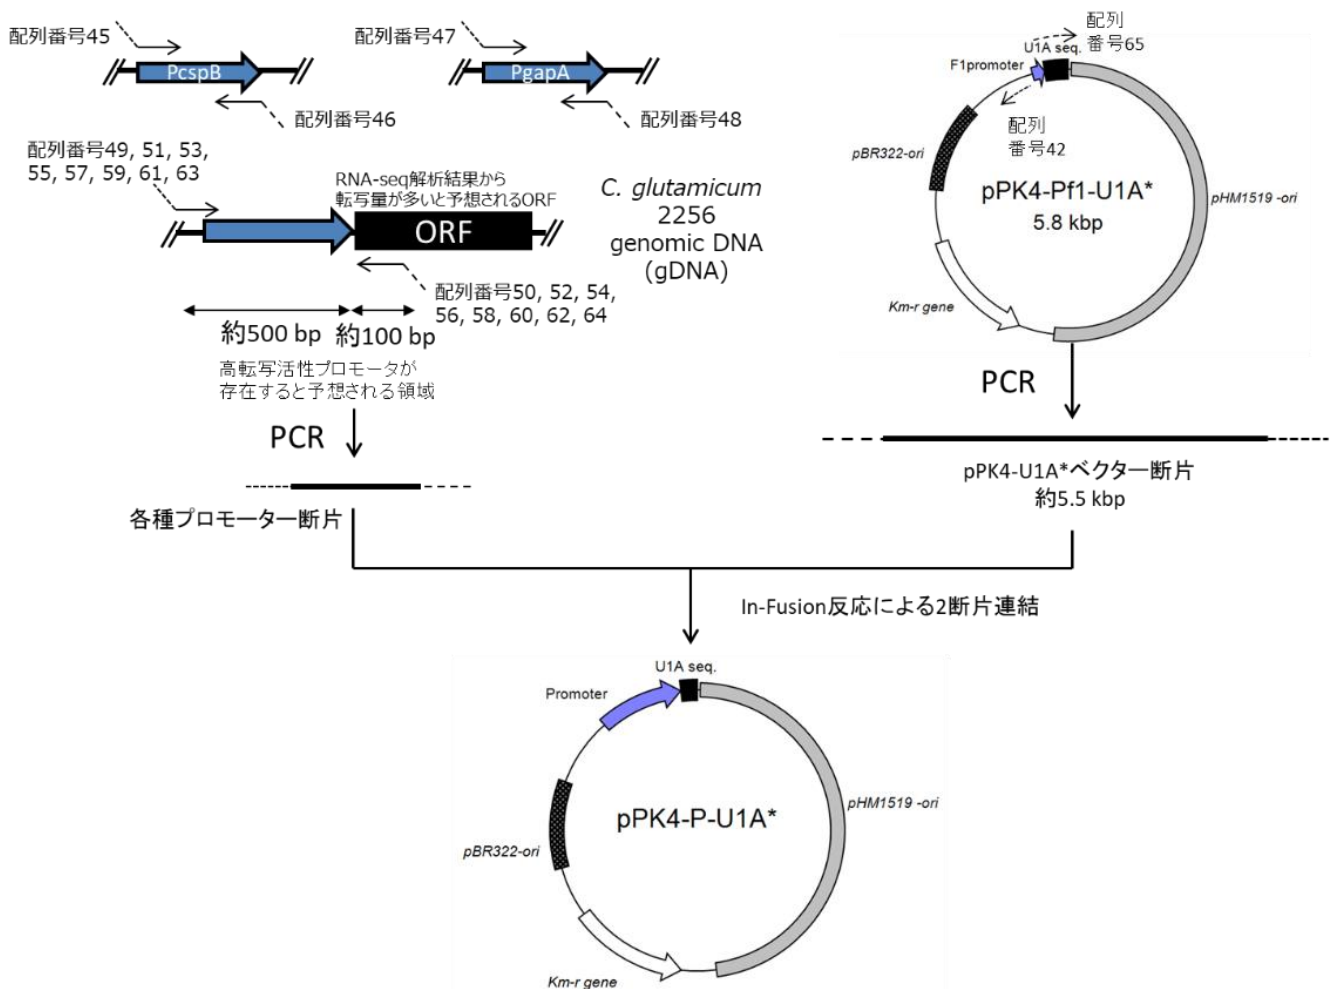 配列番号45
PcspB
配列番号46
配列番号47
PgapA
配列番号48
配列番号49, 51, 53,
55, 57, 59, 61, 63
RNA-seq解析結果から
転写量が多いと予想されるORF
ORF
配列番号50, 52, 54,
56, 58, 60, 62, 64
約500 bp
約100 bp
高転写活性プロモータが
存在すると予想される領域
C. glutamicum
2256
genomic DNA
(gDNA)
配列
番号65
U1A seq.
F1promoter
配列
番号42
pBR322-ori
pPK4-Pf1-U1A*
5.8 kbp
pHM1519 -ori
Km-r gene
PCR
PCR
各種プロモーター断片
pPK4-U1A*ベクター断片
約5.5 kbp
In-Fusion反応による2断片連結
U1A seq.
Promoter
pPK4-P-U1A*
pHM1519 -ori
pBR322-ori
Km-r gene